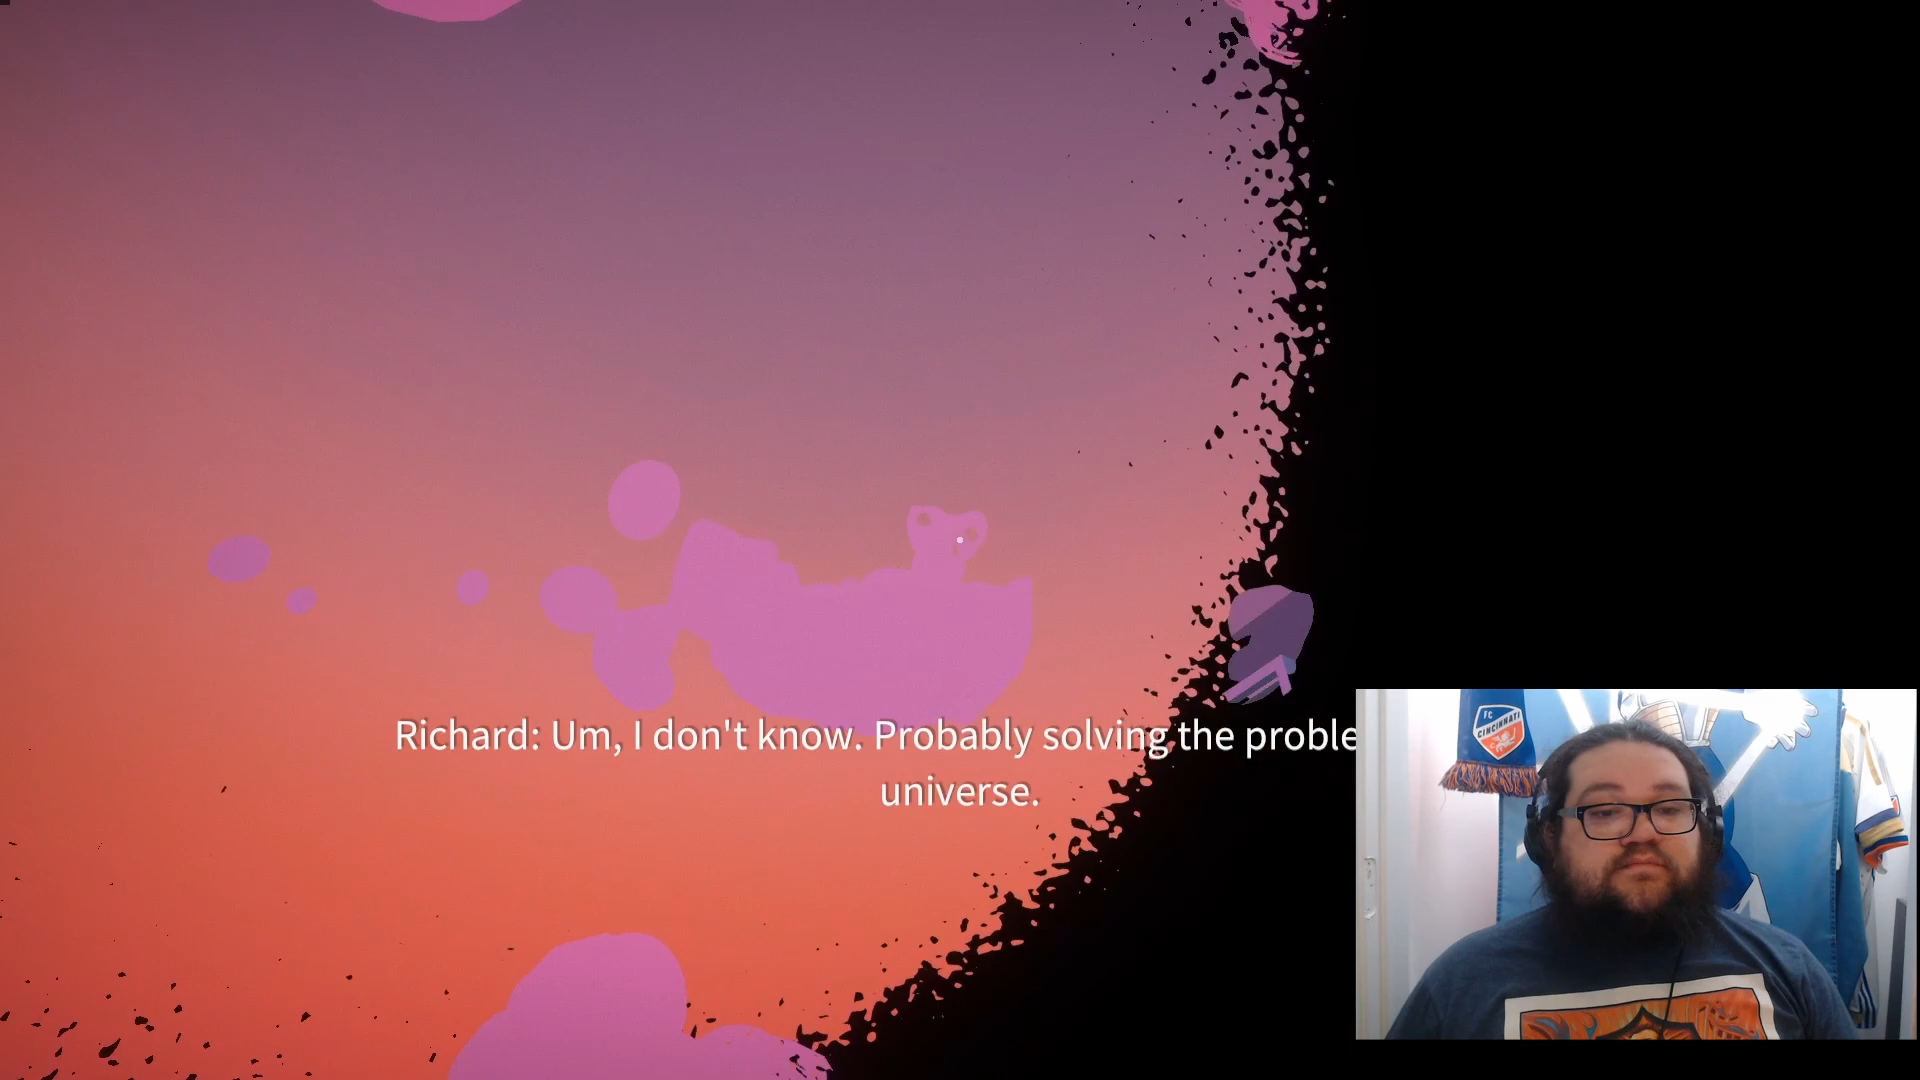 Richard: Um, I don't know. Probably solving the proble
universe.
FC
CINCINNATI